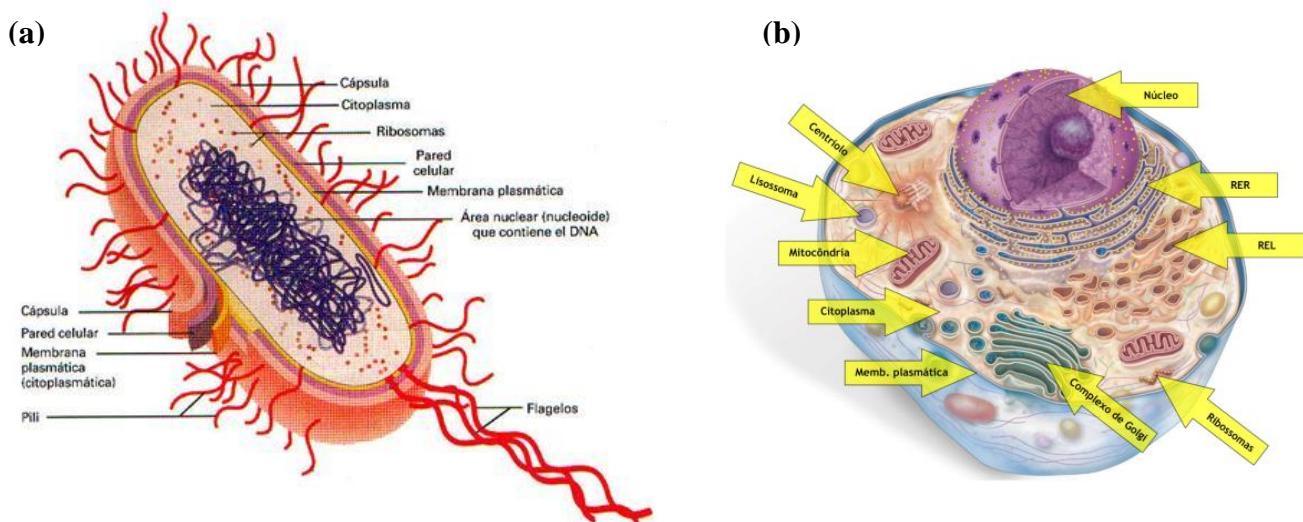 (a)
Cápsula
Citoplasma
Ribosomas
Pared
celular
Membrana plasmática
Área nuclear (nucleoide)
que contiene el DNA
Cápsula
Pared celular
Membrana
plasmática
(citoplasmática)
Pili
Flagelos
(b)
Núcleo
Centríolo
Lisossoma
RER
Mitocôndria
REL
Citoplasma
Memb. plasmática
Complexo de Golgi
Ribossomas